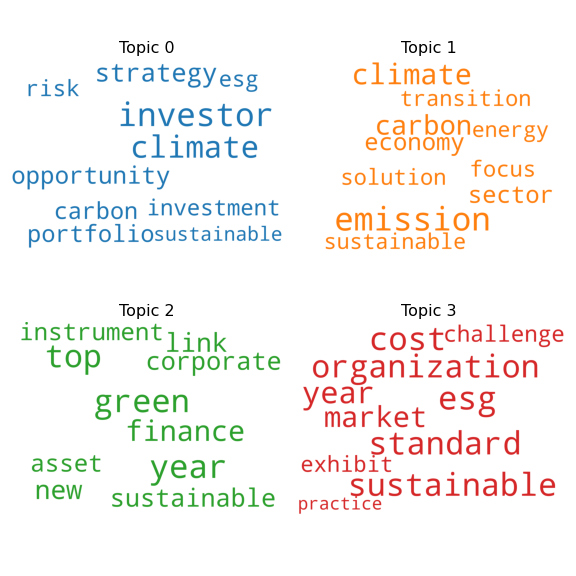 Topic 0
strategy esg
risk
investor
climate
opportunity
carbon investment
portfolio sustainable
Topic 1
climate
transition
carbon energy
economy
solution focus
sector
emission
sustainable
Topic 2
instrument link
top corporate
green
finance
asset year
new sustainable
Topic 3
cost challenge
organization
year esg
market
standard
exhibit
sustainable
practice